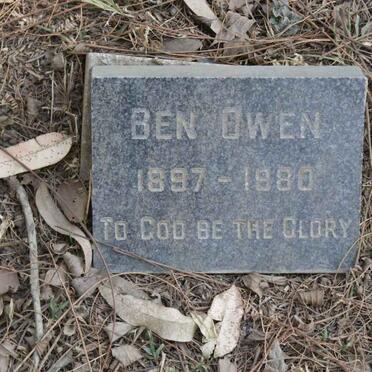 BEN OWEN
1897 - 1980
TO GOD BE THE GLORY